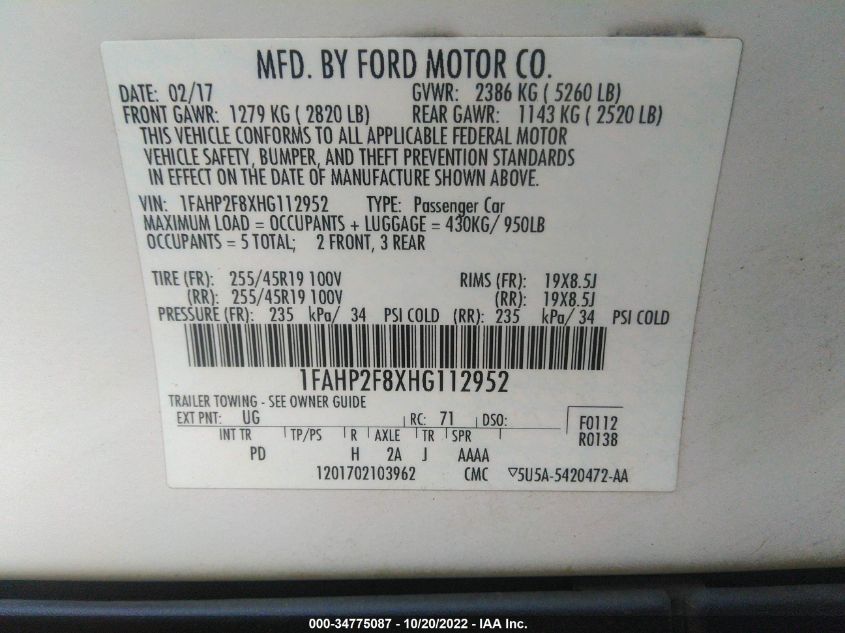 MFD. BY FORD MOTOR CO.
DATE: 02/17 GVWR: 2386 KG ( 5260 LB)
FRONT GAWR: 1279 KG ( 2820 LB) REAR GAWR: 1143 KG ( 2520 LB)
THIS VEHICLE CONFORMS TO ALL APPLICABLE FEDERAL MOTOR
VEHICLE SAFETY, BUMPER, AND THEFT PREVENTION STANDARDS
IN EFFECT ON THE DATE OF MANUFACTURE SHOWN ABOVE.
VIN: 1FAHP2F8XHG112952 TYPE: Passenger Car
MAXIMUM LOAD = OCCUPANTS + LUGGAGE = 430KG/ 950LB
OCCUPANTS = 5 TOTAL; 2 FRONT, 3 REAR
TIRE (FR): 255/45R19 100V RIMS (FR): 19X8.5J
(RR): 255/45R19 100V (RR): 19X8.5J
PRESSURE (FR): 235 kPa/ 34 PSI COLD (RR): 235 kPa/ 34 PSI COLD
1FAHP2F8XHG112952
TRAILER TOWING - SEE OWNER GUIDE
EXT PNT: UG RC: 71 DSO: F0112
INT TR TP/PS R AXLE TR SPR R0138
PD H 2A J AAAA
1201702103962 CMC ▽5U5A-5420472-AA
000-34775087 - 10/20/2022 - IAA Inc.